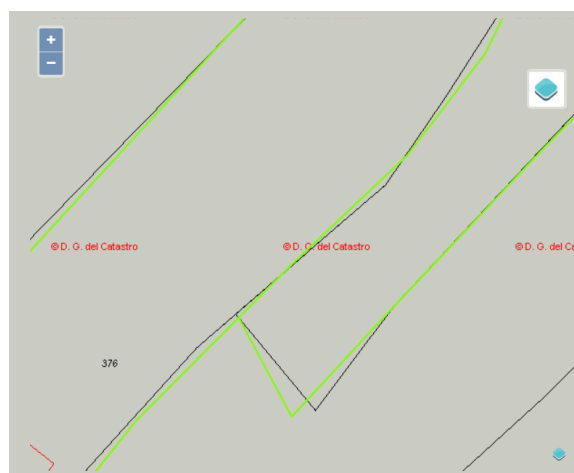 +
−
© D. G. del Catastro © D. G. del Catastro © D. G. del Ca
376